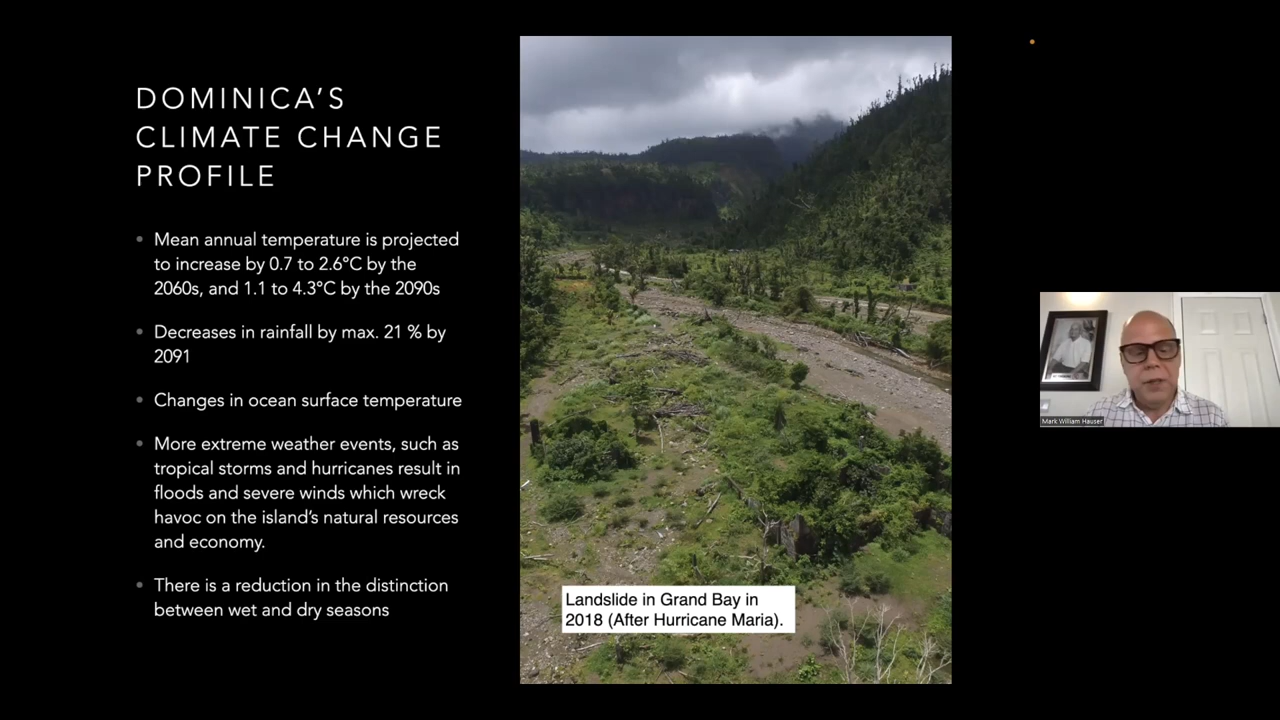 DOMINICA'S
CLIMATE CHANGE
PROFILE
• Mean annual temperature is projected
to increase by 0.7 to 2.6°C by the
2060s, and 1.1 to 4.3°C by the 2090s
• Decreases in rainfall by max. 21 % by
2091
• Changes in ocean surface temperature
• More extreme weather events, such as
tropical storms and hurricanes result in
floods and severe winds which wreck
havoc on the island's natural resources
and economy.
• There is a reduction in the distinction
between wet and dry seasons
Landslide in Grand Bay in
2018 (After Hurricane Maria).
Mark William Hauser